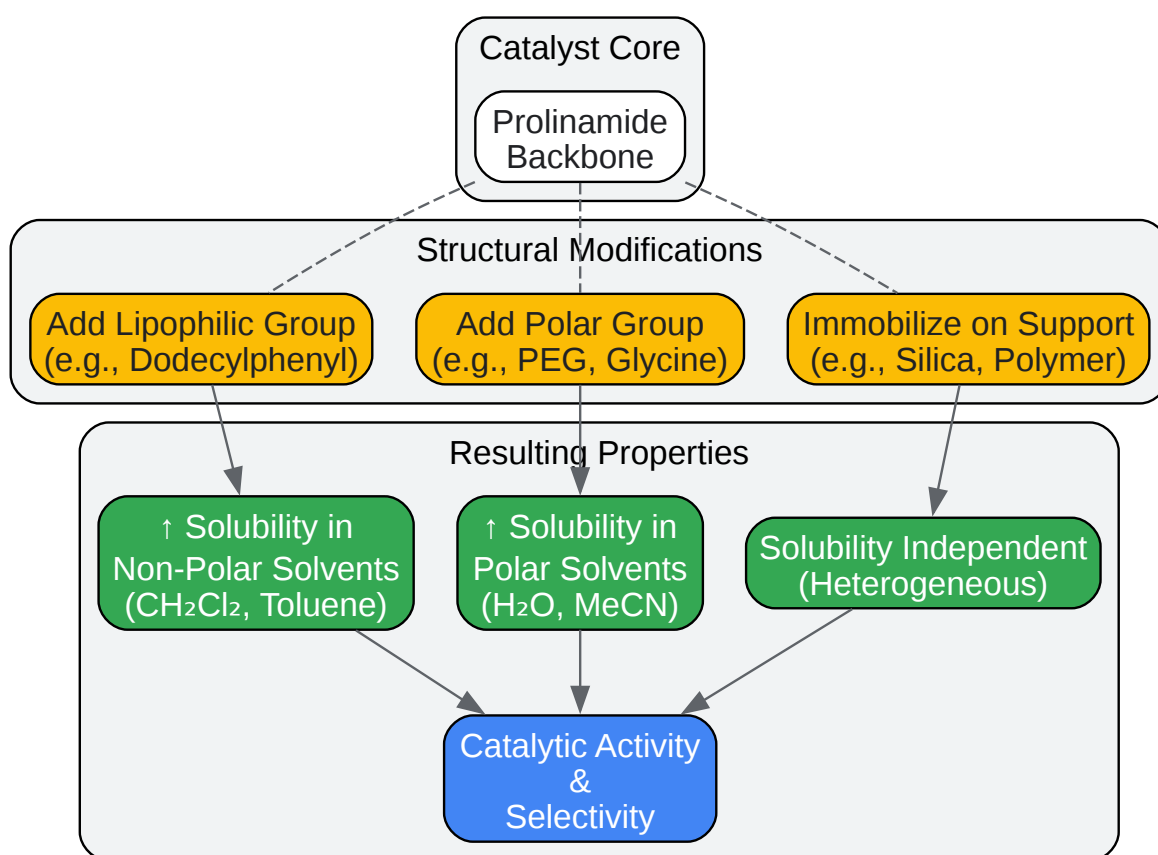 Catalyst Core
Prolinamide
Backbone
Structural Modifications
Add Lipophilic Group
(e.g., Dodecylphenyl)
Add Polar Group
(e.g., PEG, Glycine)
Immobilize on Support
(e.g., Silica, Polymer)
Resulting Properties
↑ Solubility in
Non-Polar Solvents
(CH₂Cl₂, Toluene)
↑ Solubility in
Polar Solvents
(H₂O, MeCN)
Solubility Independent
(Heterogeneous)
Catalytic Activity
&
Selectivity